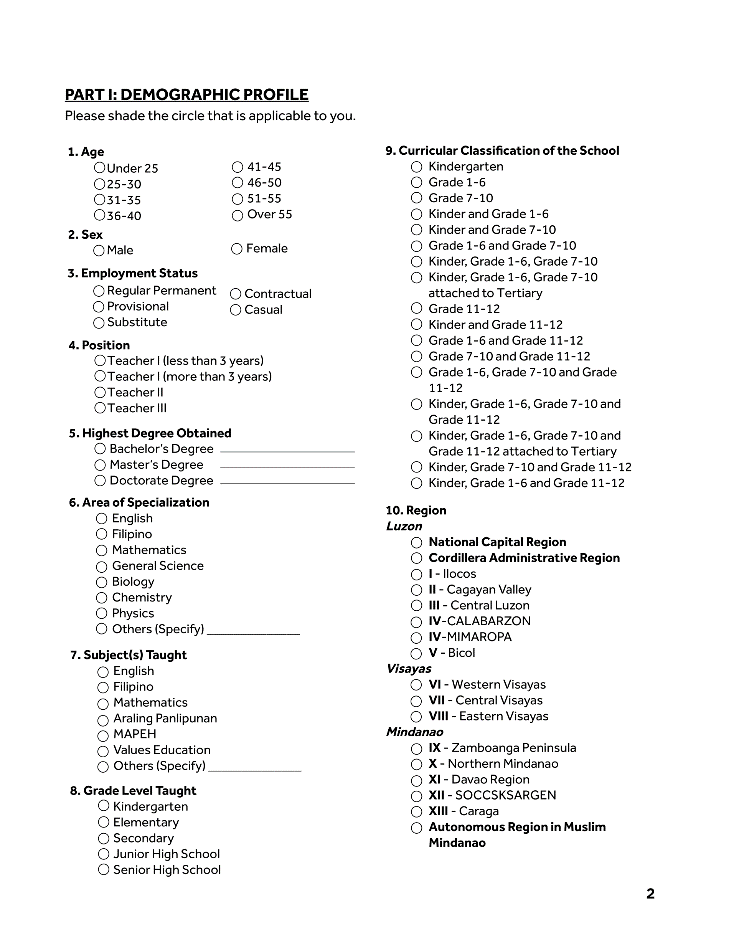 PART I: DEMOGRAPHIC PROFILE
Please shade the circle that is applicable to you.
1. Age
Under 25
25-30
31-35
36-40
41-45
46-50
51-55
Over 55
2. Sex
Male
Female
3. Employment Status
Regular Permanent
Provisional
Substitute
Contractual
Casual
4. Position
Teacher I (less than 3 years)
Teacher I (more than 3 years)
Teacher II
Teacher III
5. Highest Degree Obtained
Bachelor's Degree
Master's Degree
Doctorate Degree
6. Area of Specialization
English
Filipino
Mathematics
General Science
Biology
Chemistry
Physics
Others (Specify)
7. Subject(s) Taught
English
Filipino
Mathematics
Araling Panlipunan
MAPEH
Values Education
Others (Specify)
8. Grade Level Taught
Kindergarten
Elementary
Secondary
Junior High School
Senior High School
9. Curricular Classification of the School
Kindergarten
Grade 1-6
Grade 7-10
Kinder and Grade 1-6
Kinder and Grade 7-10
Grade 1-6 and Grade 7-10
Kinder, Grade 1-6, Grade 7-10
Kinder, Grade 1-6, Grade 7-10
attached to Tertiary
Grade 11-12
Kinder and Grade 11-12
Grade 1-6 and Grade 11-12
Grade 7-10 and Grade 11-12
Grade 1-6, Grade 7-10 and Grade
11-12
Kinder, Grade 1-6, Grade 7-10 and
Grade 11-12
Kinder, Grade 1-6, Grade 7-10 and
Grade 11-12 attached to Tertiary
Kinder, Grade 7-10 and Grade 11-12
Kinder, Grade 1-6 and Grade 11-12
10. Region
Luzon
National Capital Region
Cordillera Administrative Region
I - Ilocos
II - Cagayan Valley
III - Central Luzon
IV-CALABARZON
IV-MIMAROPA
V - Bicol
Visayas
VI - Western Visayas
VII - Central Visayas
VIII - Eastern Visayas
Mindanao
IX - Zamboanga Peninsula
X - Northern Mindanao
XI - Davao Region
XII - SOCCSKSARGEN
XIII - Caraga
Autonomous Region in Muslim
Mindanao
2